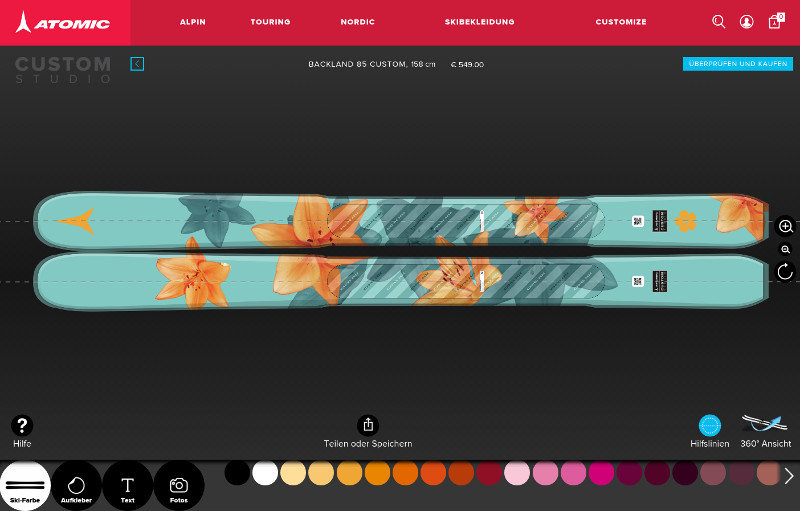 ATOMIC
ALPIN
TOURING
NORDIC
SKIBEKLEIDUNG
CUSTOMIZE
0
CUSTOM
STUDIO
BACKLAND 85 CUSTOM, 158 cm
€ 549.00
ÜBERPRÜFEN UND KAUFEN
?
Hilfe
Teilen oder Speichern
Hilfslinien
360° Ansicht
Ski-Farbe
Aufkleber
T
Text
Fotos